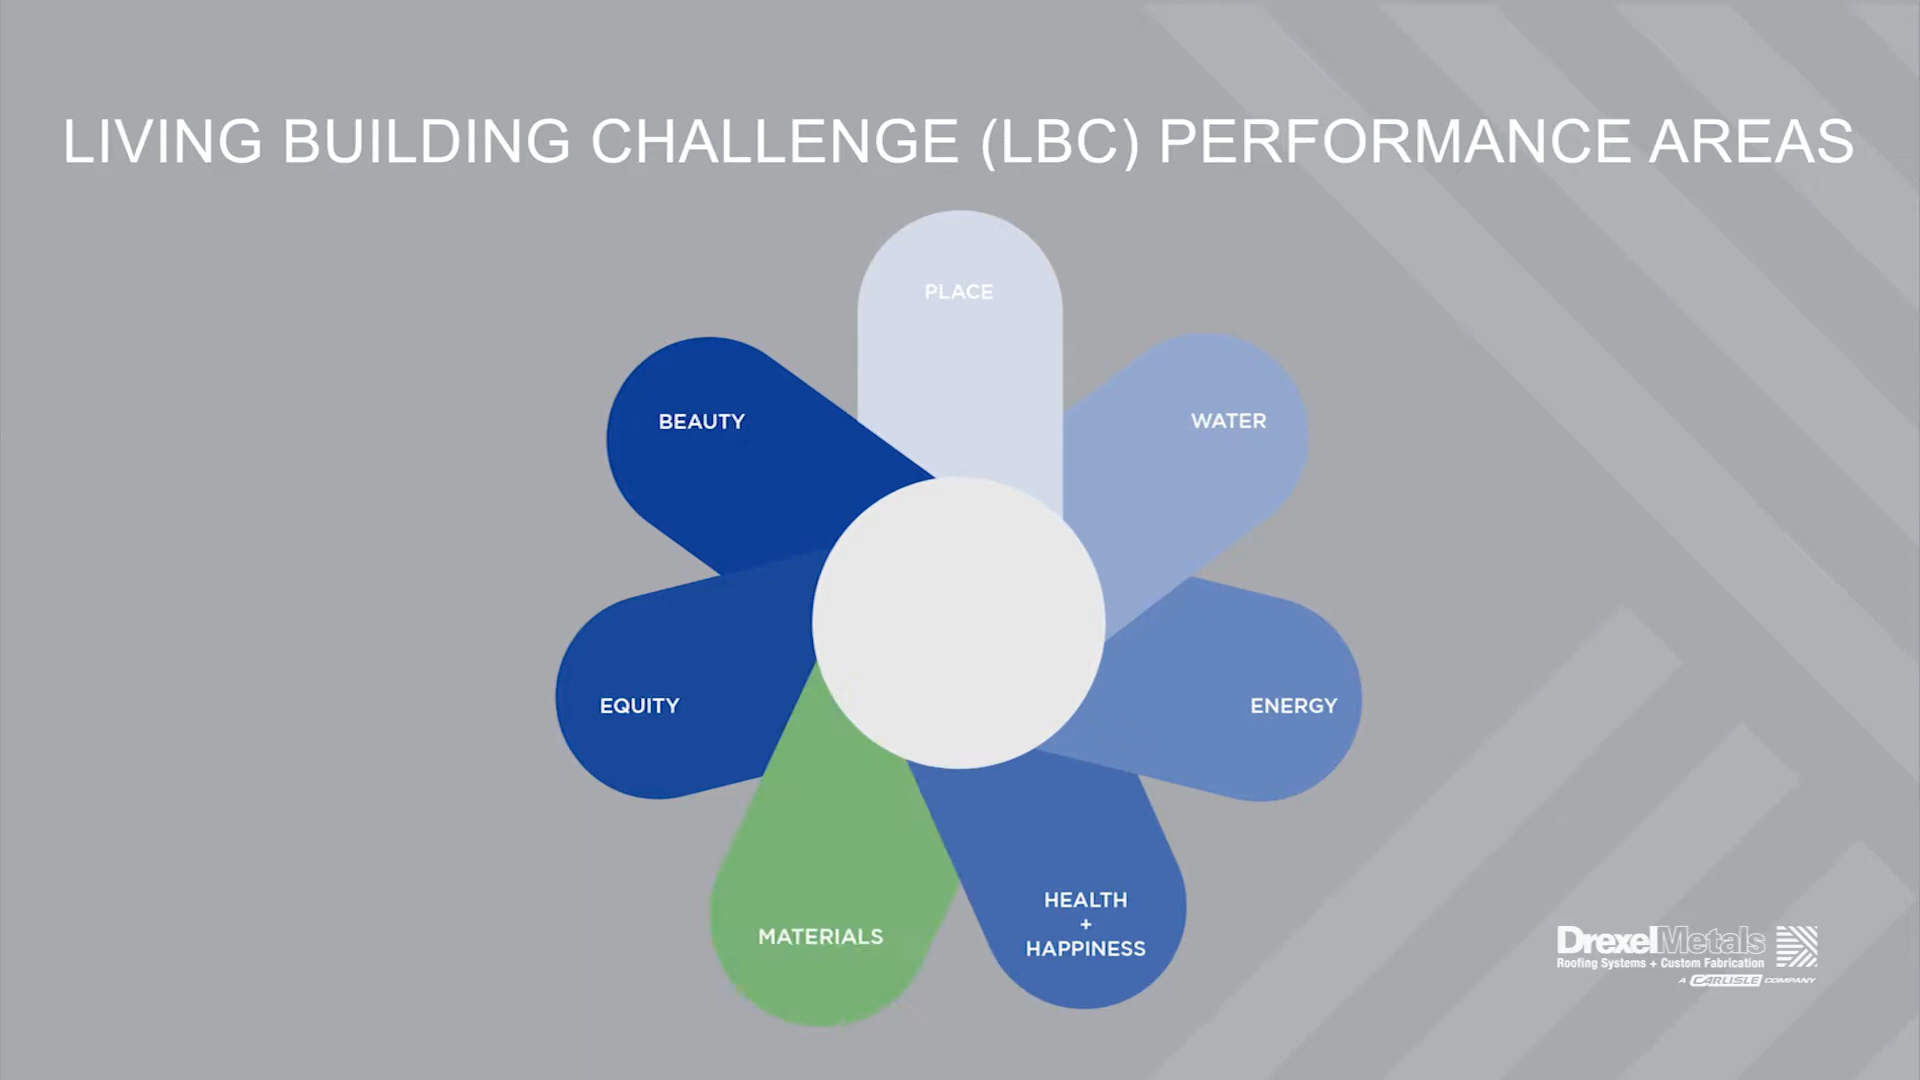 LIVING BUILDING CHALLENGE (LBC) PERFORMANCE AREAS
PLACE
WATER
ENERGY
HEALTH
+
HAPPINESS
MATERIALS
EQUITY
BEAUTY
DrexelMetals
Roofing Systems + Custom Fabrication
A CARLISLE COMPANY